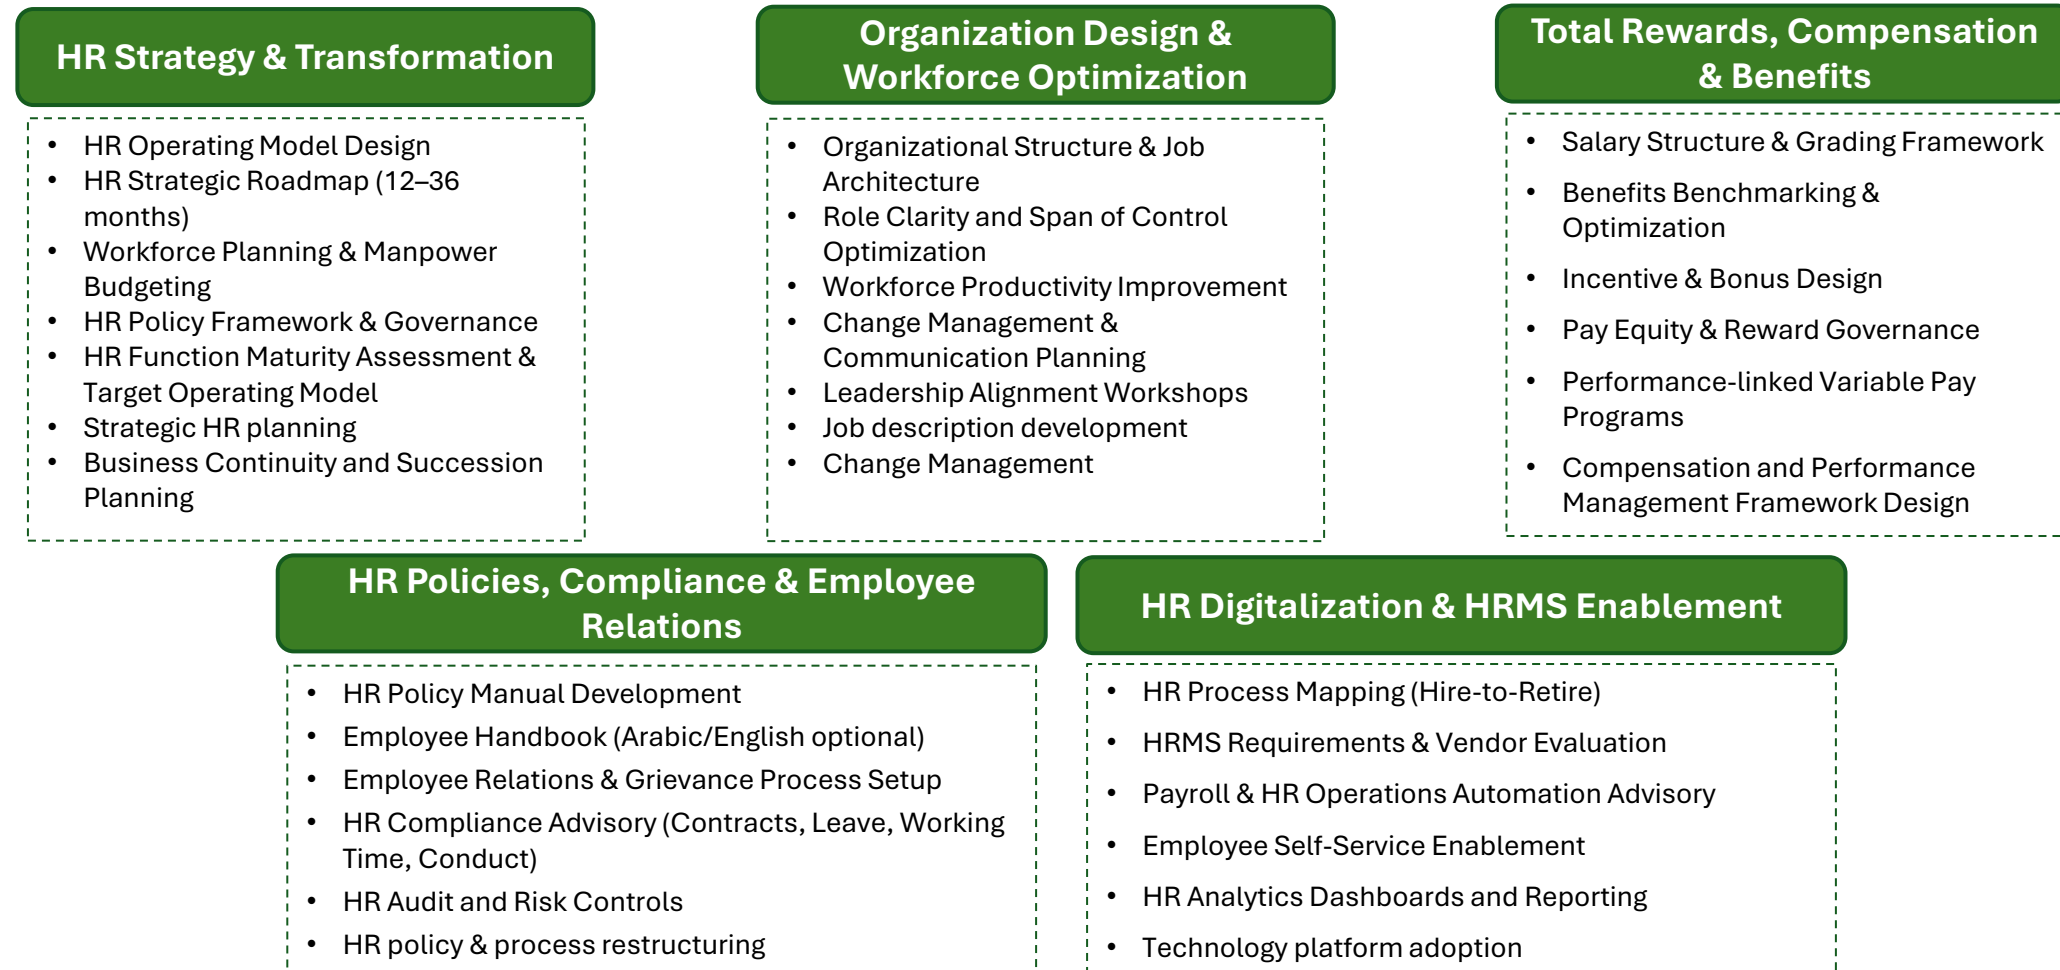 HR Strategy & Transformation
• HR Operating Model Design
• HR Strategic Roadmap (12–36
months)
• Workforce Planning & Manpower
Budgeting
• HR Policy Framework & Governance
• HR Function Maturity Assessment &
Target Operating Model
• Strategic HR planning
• Business Continuity and Succession
Planning
Organization Design &
Workforce Optimization
• Organizational Structure & Job
Architecture
• Role Clarity and Span of Control
Optimization
• Workforce Productivity Improvement
• Change Management &
Communication Planning
• Leadership Alignment Workshops
• Job description development
• Change Management
Total Rewards, Compensation
& Benefits
• Salary Structure & Grading Framework
• Benefits Benchmarking &
Optimization
• Incentive & Bonus Design
• Pay Equity & Reward Governance
• Performance-linked Variable Pay
Programs
• Compensation and Performance
Management Framework Design
HR Policies, Compliance & Employee
Relations
• HR Policy Manual Development
• Employee Handbook (Arabic/English optional)
• Employee Relations & Grievance Process Setup
• HR Compliance Advisory (Contracts, Leave, Working
Time, Conduct)
• HR Audit and Risk Controls
• HR policy & process restructuring
HR Digitalization & HRMS Enablement
• HR Process Mapping (Hire-to-Retire)
• HRMS Requirements & Vendor Evaluation
• Payroll & HR Operations Automation Advisory
• Employee Self-Service Enablement
• HR Analytics Dashboards and Reporting
• Technology platform adoption